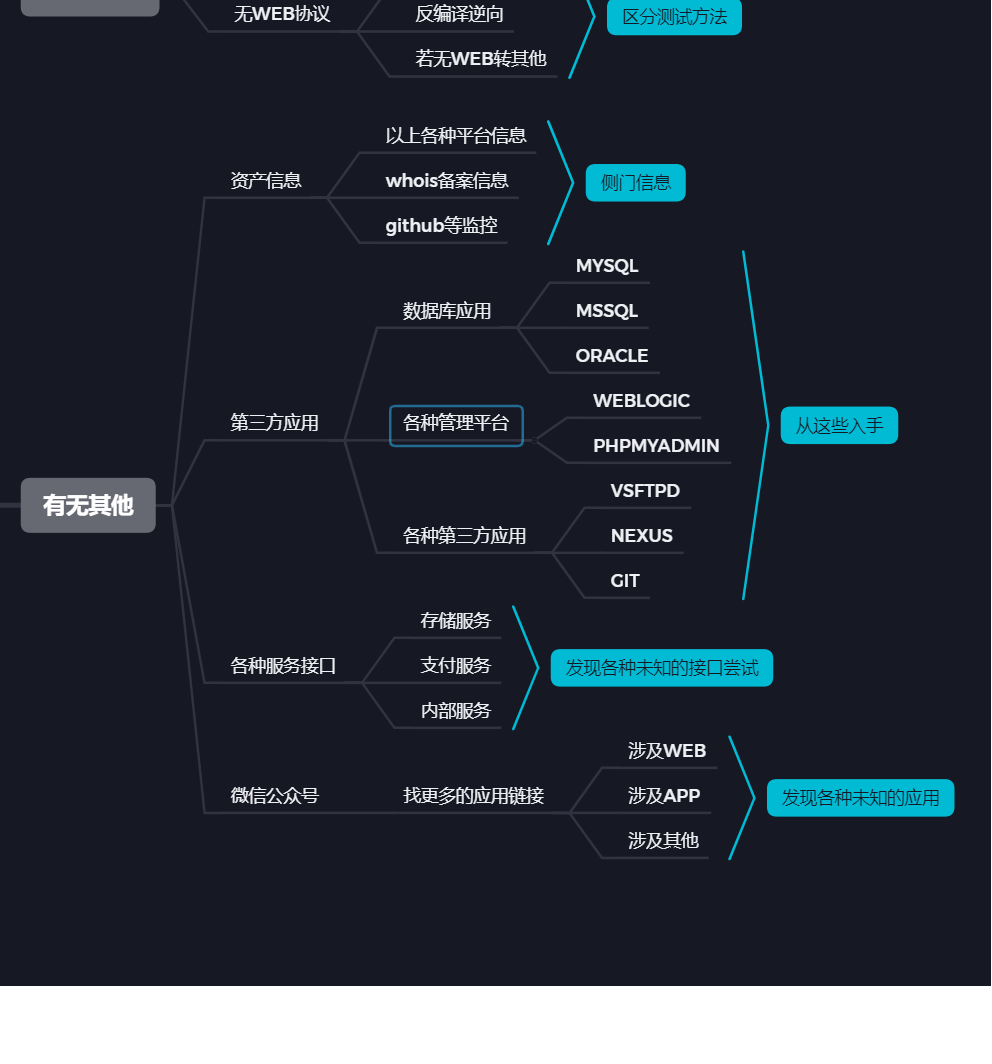 无WEB协议
反编译逆向
若无WEB转其他
区分测试方法
有无其他
资产信息
以上各种平台信息
whois备案信息
github等监控
侧门信息
第三方应用
数据库应用
MYSQL
MSSQL
ORACLE
各种管理平台
WEBLOGIC
PHPMYADMIN
各种第三方应用
VSFTPD
NEXUS
GIT
从这些入手
各种服务接口
存储服务
支付服务
内部服务
发现各种未知的接口尝试
微信公众号
找更多的应用链接
涉及WEB
涉及APP
涉及其他
发现各种未知的应用